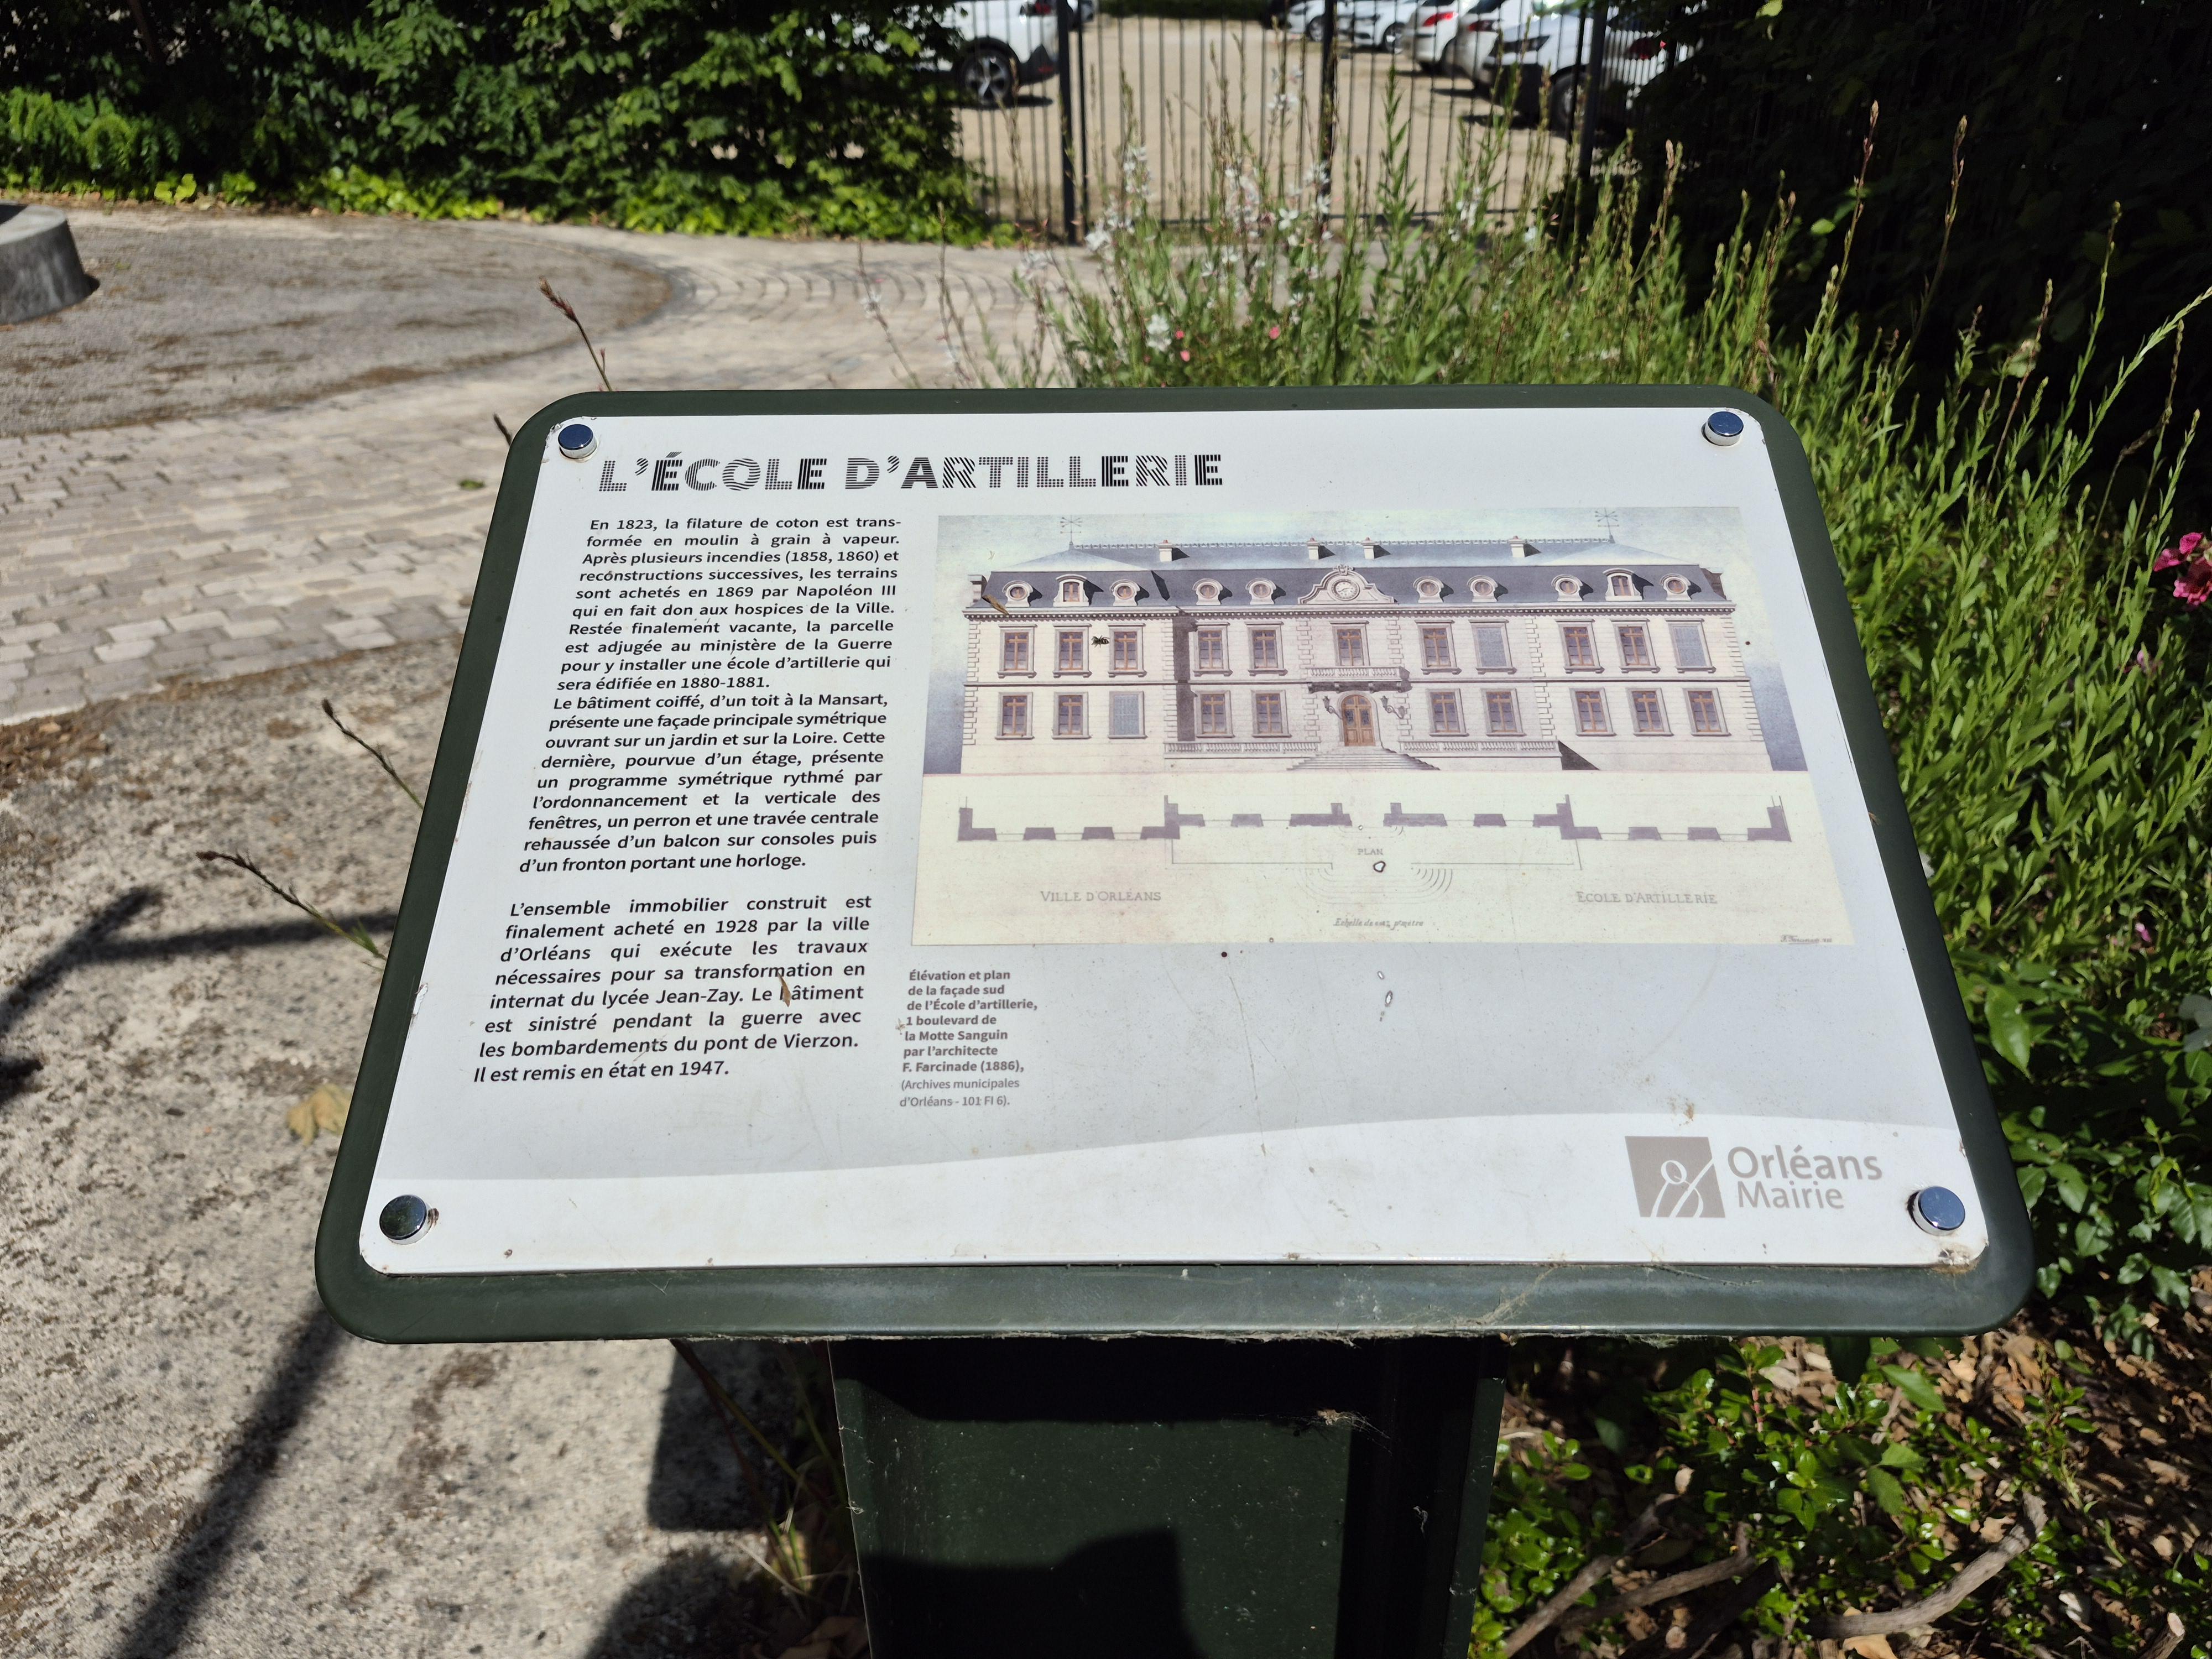 L'ÉCOLE D'ARTILLERIE
En 1823, la filature de coton est trans-
formée en moulin à grain à vapeur.
Après plusieurs incendies (1858, 1860) et
reconstructions successives, les terrains
sont achetés en 1869 par Napoléon III
qui en fait don aux hospices de la Ville.
Restée finalement vacante, la parcelle
est adjugée au ministère de la Guerre
pour y installer une école d'artillerie qui
sera édifiée en 1880-1881.
Le bâtiment coiffé, d'un toit à la Mansart,
présente une façade principale symétrique
ouvrant sur un jardin et sur la Loire. Cette
dernière, pourvue d'un étage, présente
un programme symétrique rythmé par
l'ordonnancement et la verticale des
fenêtres, un perron et une travée centrale
rehaussée d'un balcon sur consoles puis
d'un fronton portant une horloge.
L'ensemble immobilier construit est
finalement acheté en 1928 par la ville
d'Orléans qui exécute les travaux
nécessaires pour sa transformation en
internat du lycée Jean-Zay. Le bâtiment
est sinistré pendant la guerre avec
les bombardements du pont de Vierzon.
Il est remis en état en 1947.
PLAN
VILLE D'ORLÉANS
ECOLE D'ARTILLERIE
Echelle de
Élévation et plan
de la façade sud
de l'École d'artillerie,
1 boulevard de
la Motte Sanguin
par l'architecte
F. Farcinade (1886),
(Archives municipales
d'Orléans - 101 FI 6).
Orléans
Mairie